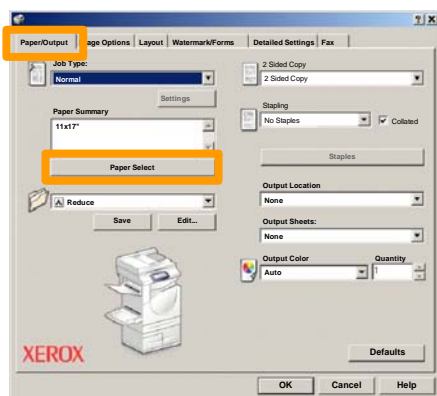 Paper/Output Image Options Layout Watermark/Forms Detailed Settings Fax
Job Type:
Normal
Settings
Paper Summary
11x17"
Paper Select
Reduce
Save Edit...
XEROX
2 Sided Copy
2 Sided Copy
Stapling
No Staples Collated
Staples
Output Location
None
Output Sheets:
None
Output Color Quantity
Auto 1
Defaults
OK Cancel Help